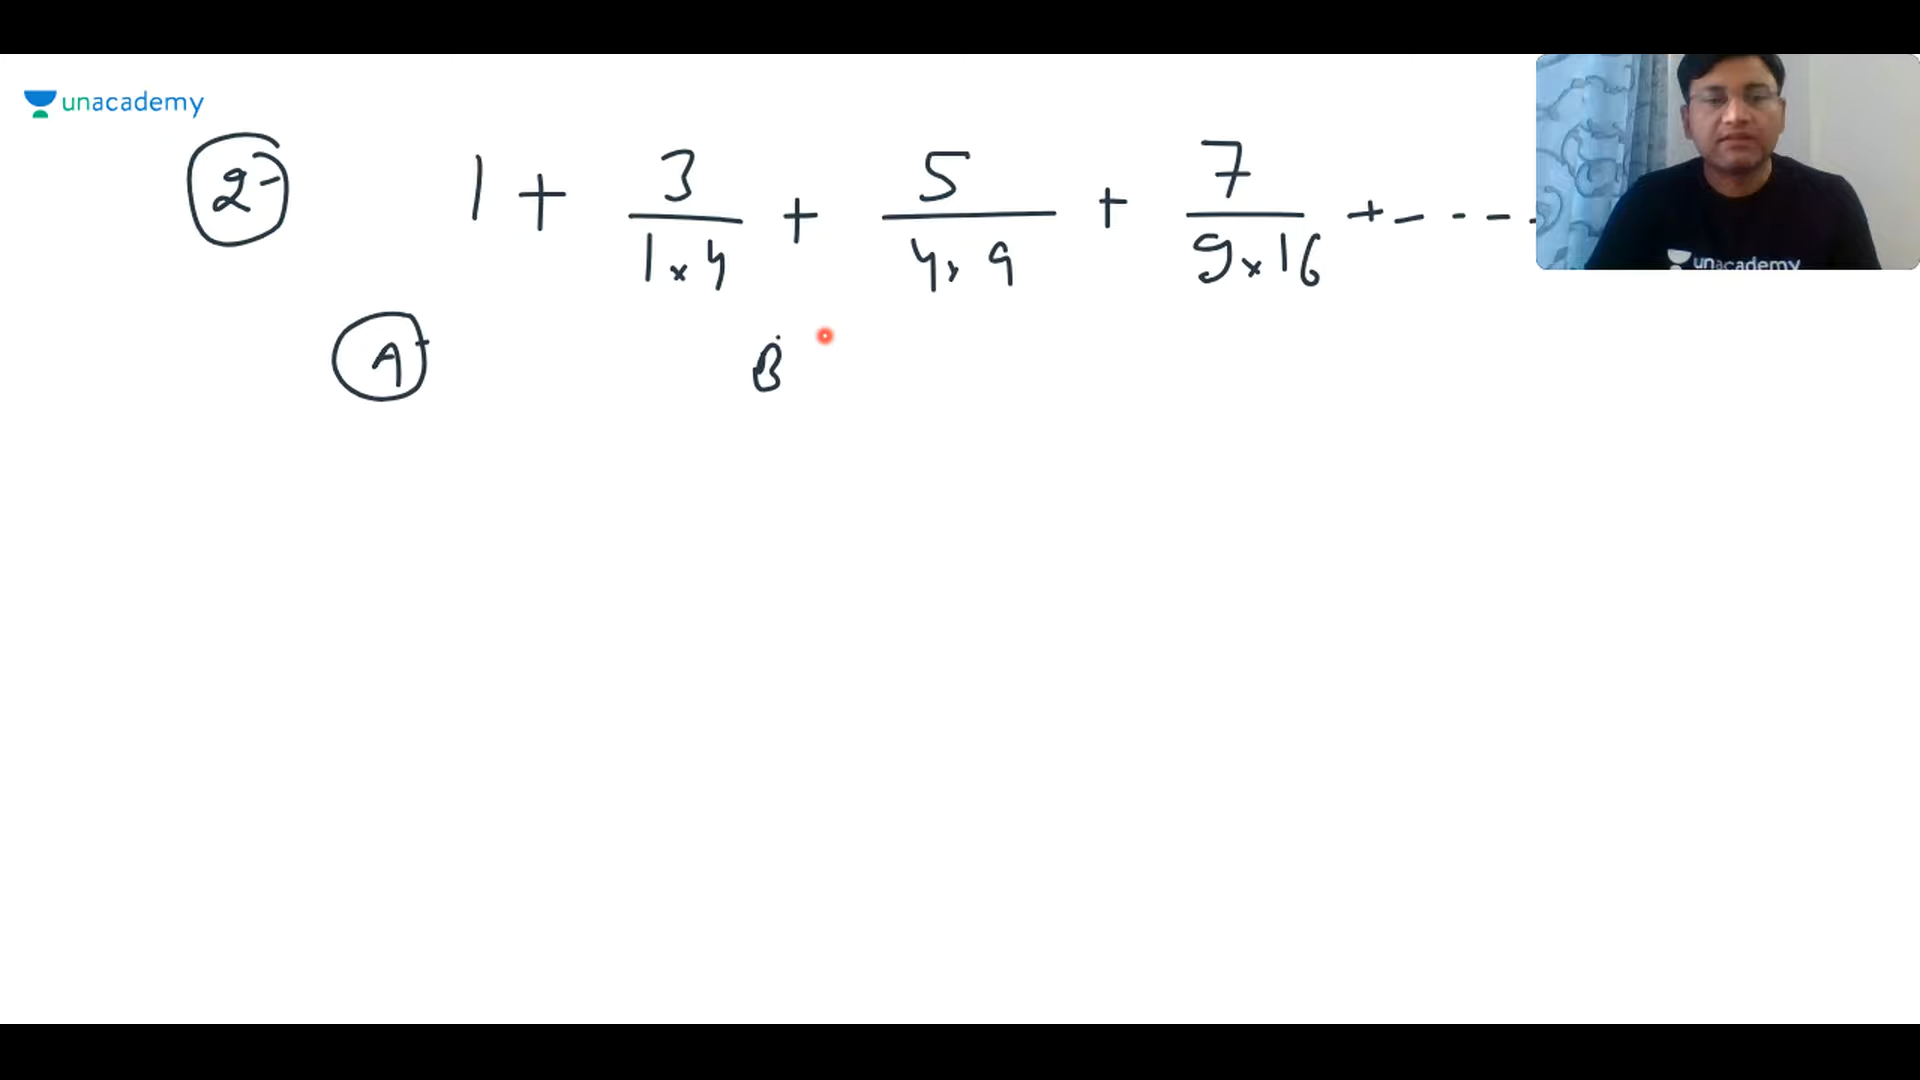 unacademy
2- 1 + 3/(1×4) + 5/(4×9) + 7/(9×16) + - - - -
A B
unacademy